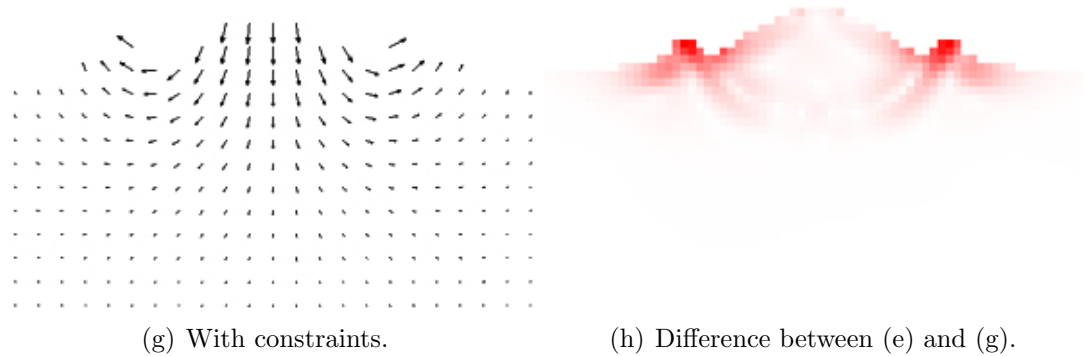 (g) With constraints.
(h) Difference between (e) and (g).